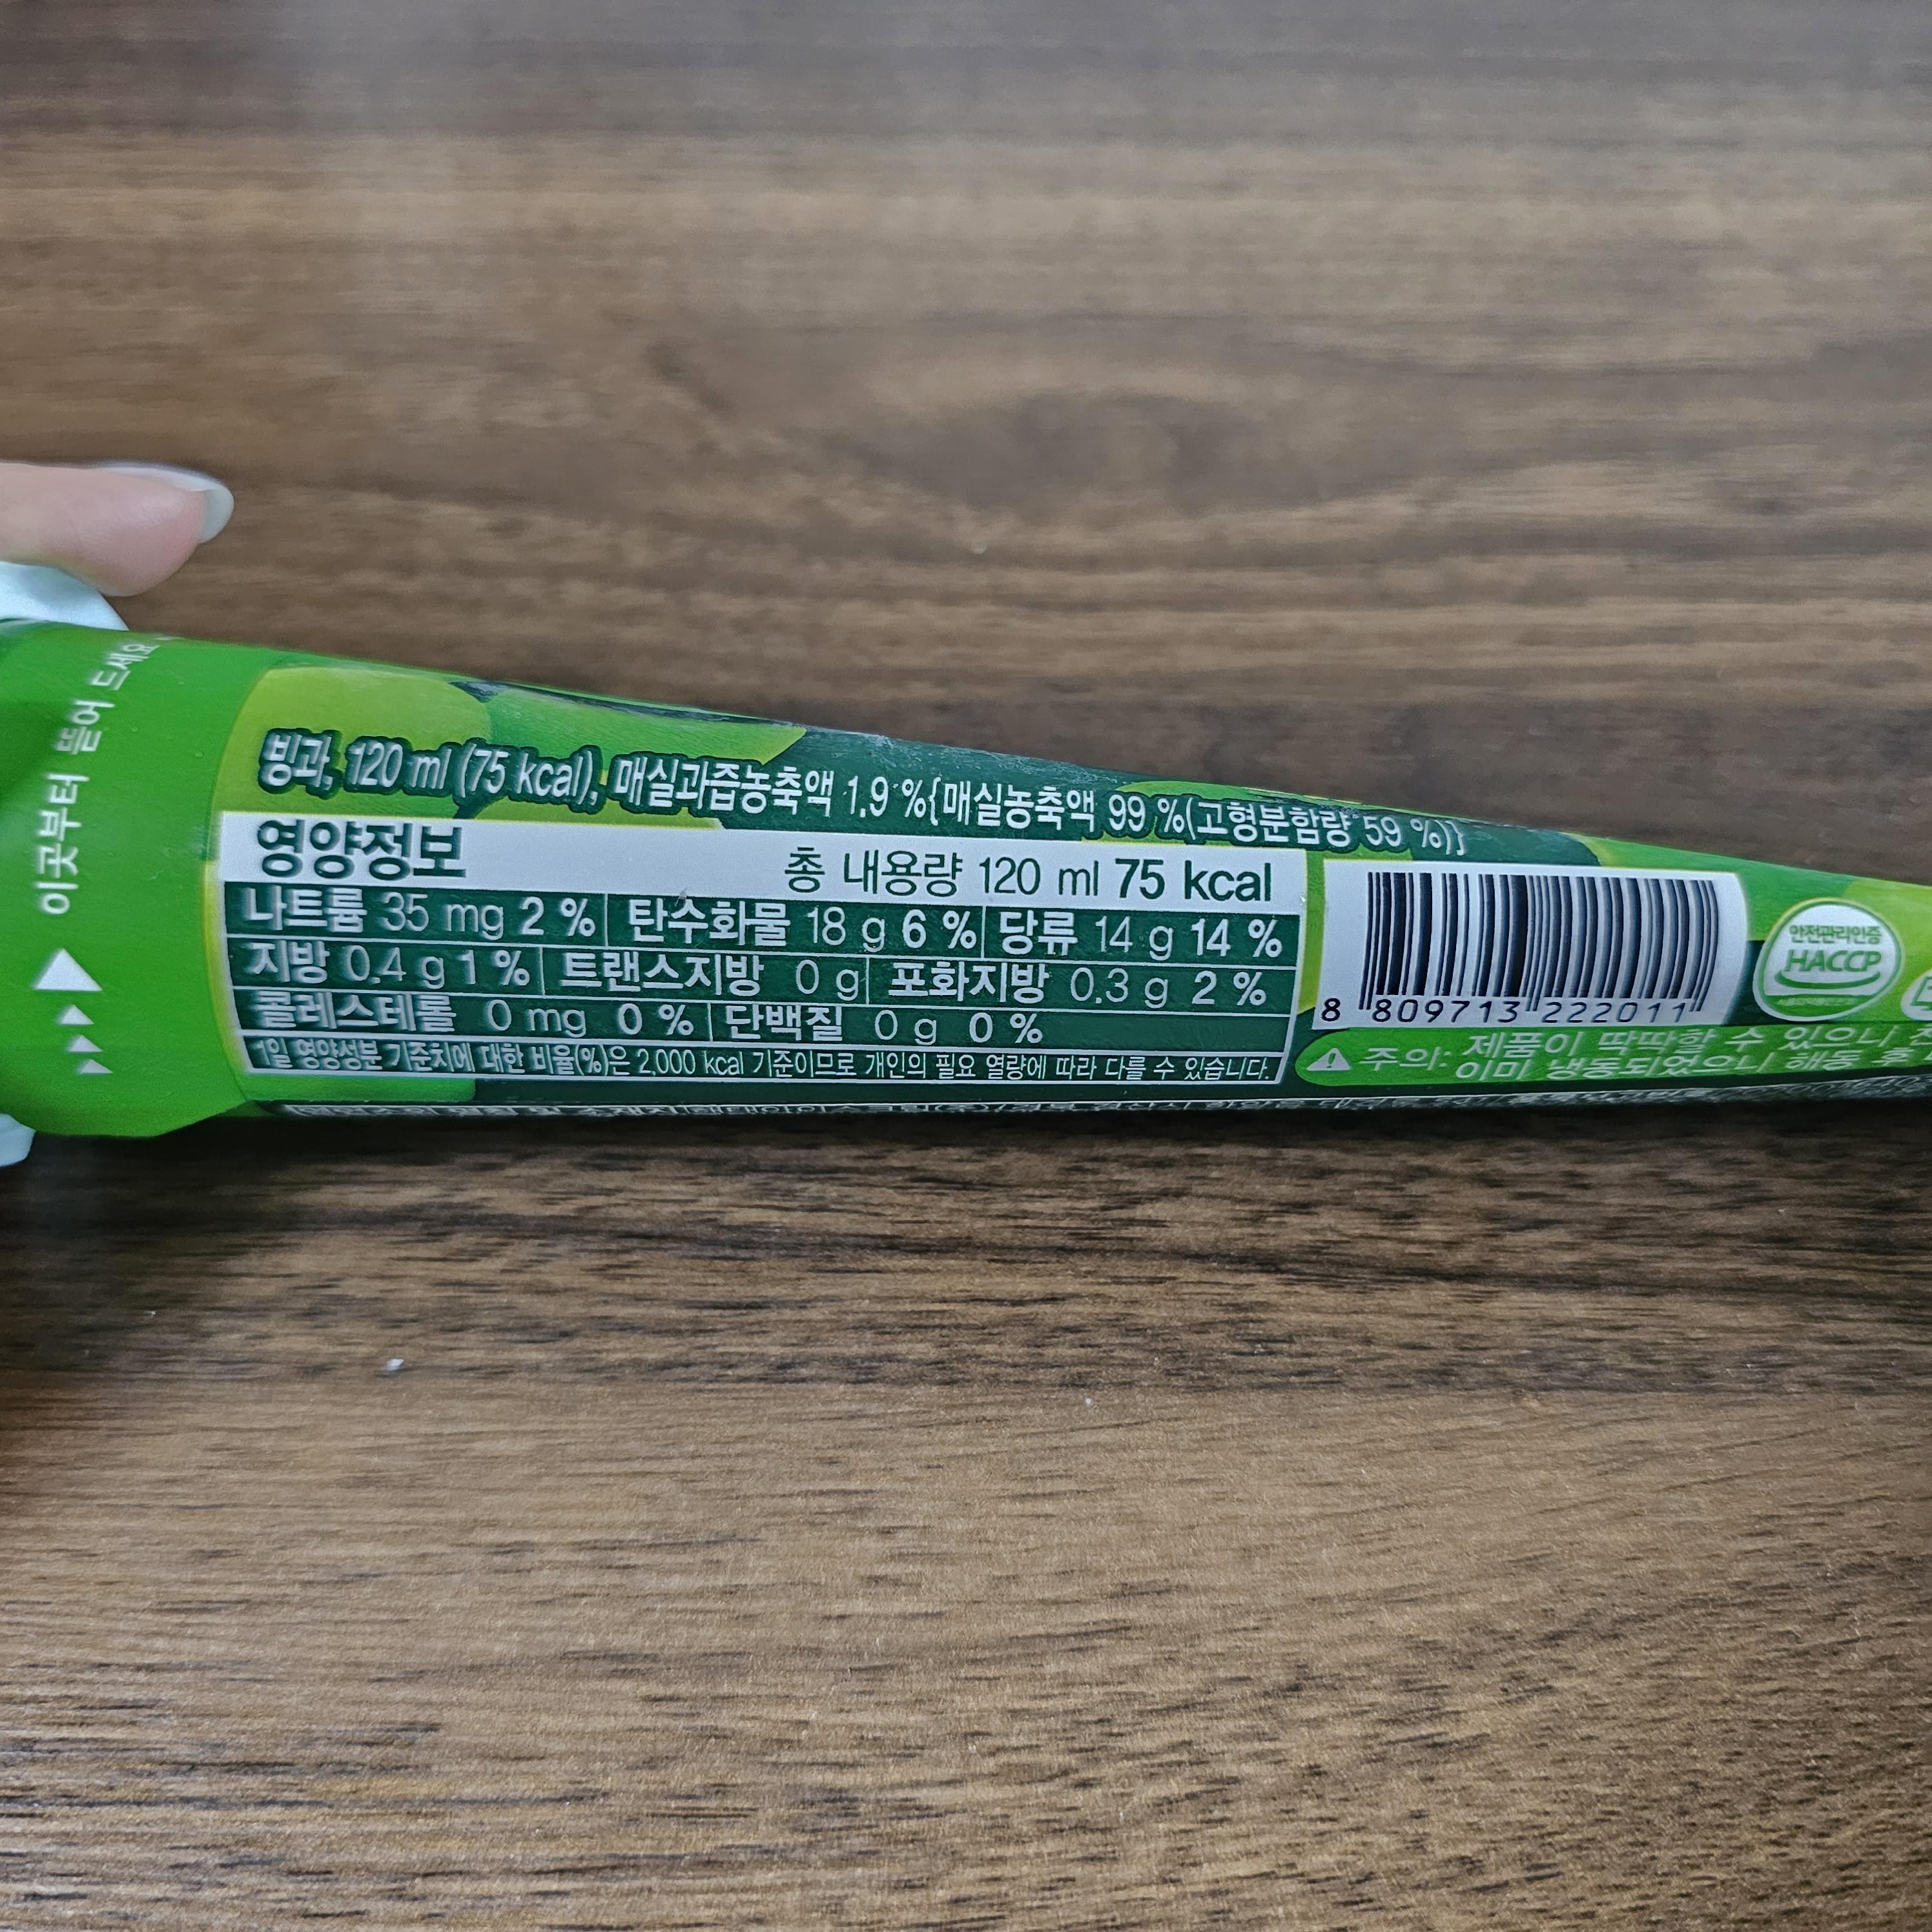 이곳부터 뜯어 드세요
빙과, 120 ml (75 kcal), 매실과즙농축액 1.9 %{매실농축액 99 %(고형분함량 59 %)}
영양정보
총 내용량 120 ml 75 kcal
나트륨 35 mg 2 % 탄수화물 18 g 6 % 당류 14 g 14 %
지방 0.4 g 1 % 트랜스지방 0 g 포화지방 0.3 g 2 %
콜레스테롤 0 mg 0 % 단백질 0 g 0 %
1일 영양성분 기준치에 대한 비율(%)은 2,000 kcal 기준이므로 개인의 필요 열량에 따라 다를 수 있습니다.
8 809713 222011
안전관리인증
HACCP
주의: 제품이 딱딱할 수 있으니
이미 냉동되었으니 해동 후